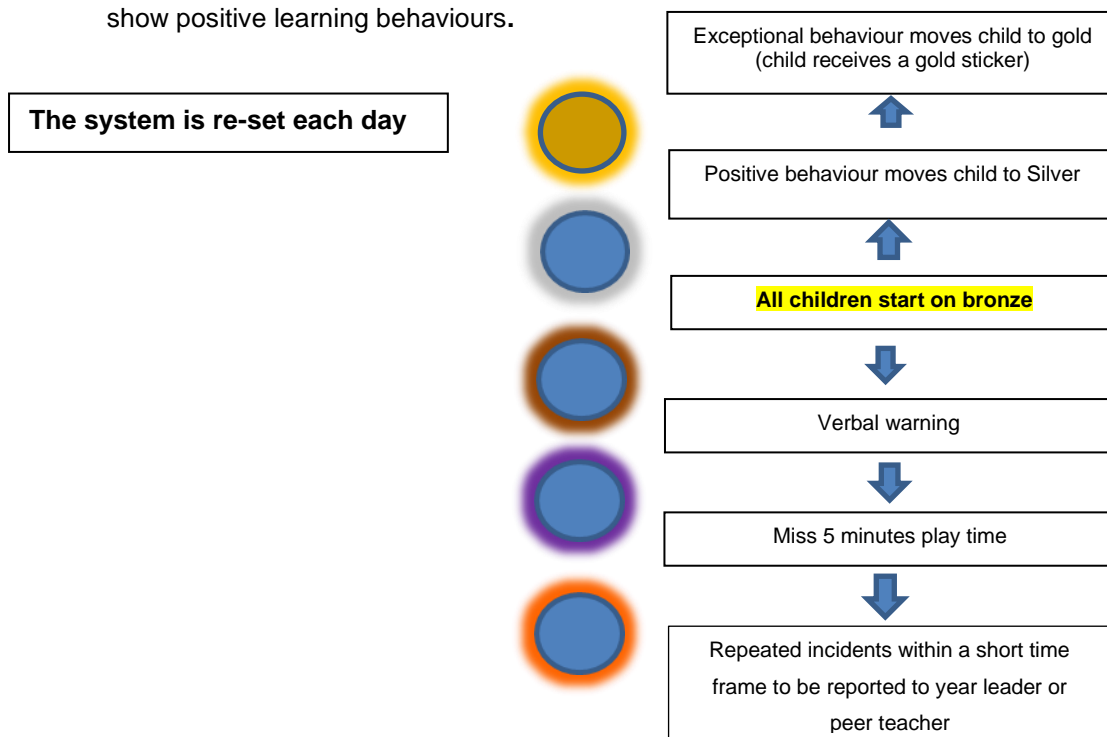 show positive learning behaviours.
The system is re-set each day
Exceptional behaviour moves child to gold
(child receives a gold sticker)
Positive behaviour moves child to Silver
All children start on bronze
Verbal warning
Miss 5 minutes play time
Repeated incidents within a short time
frame to be reported to year leader or
peer teacher